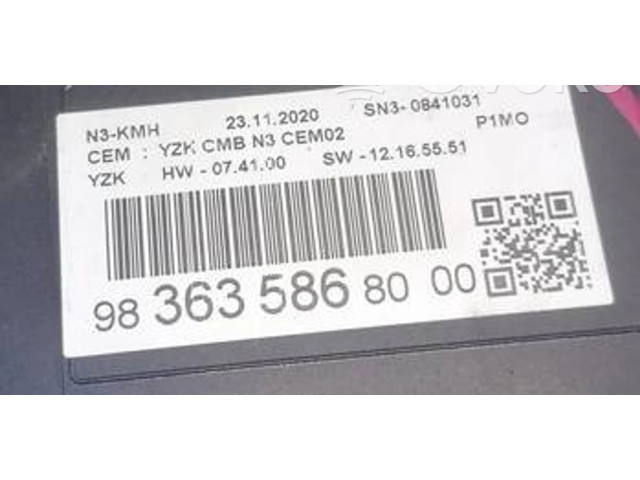 N3-KMH 23.11.2020 SN3-0841031
CEM : YZK CMB N3 CEM02 P1MO
YZK HW - 07.41.00 SW - 12.16.55.51
98 363 586 80 00